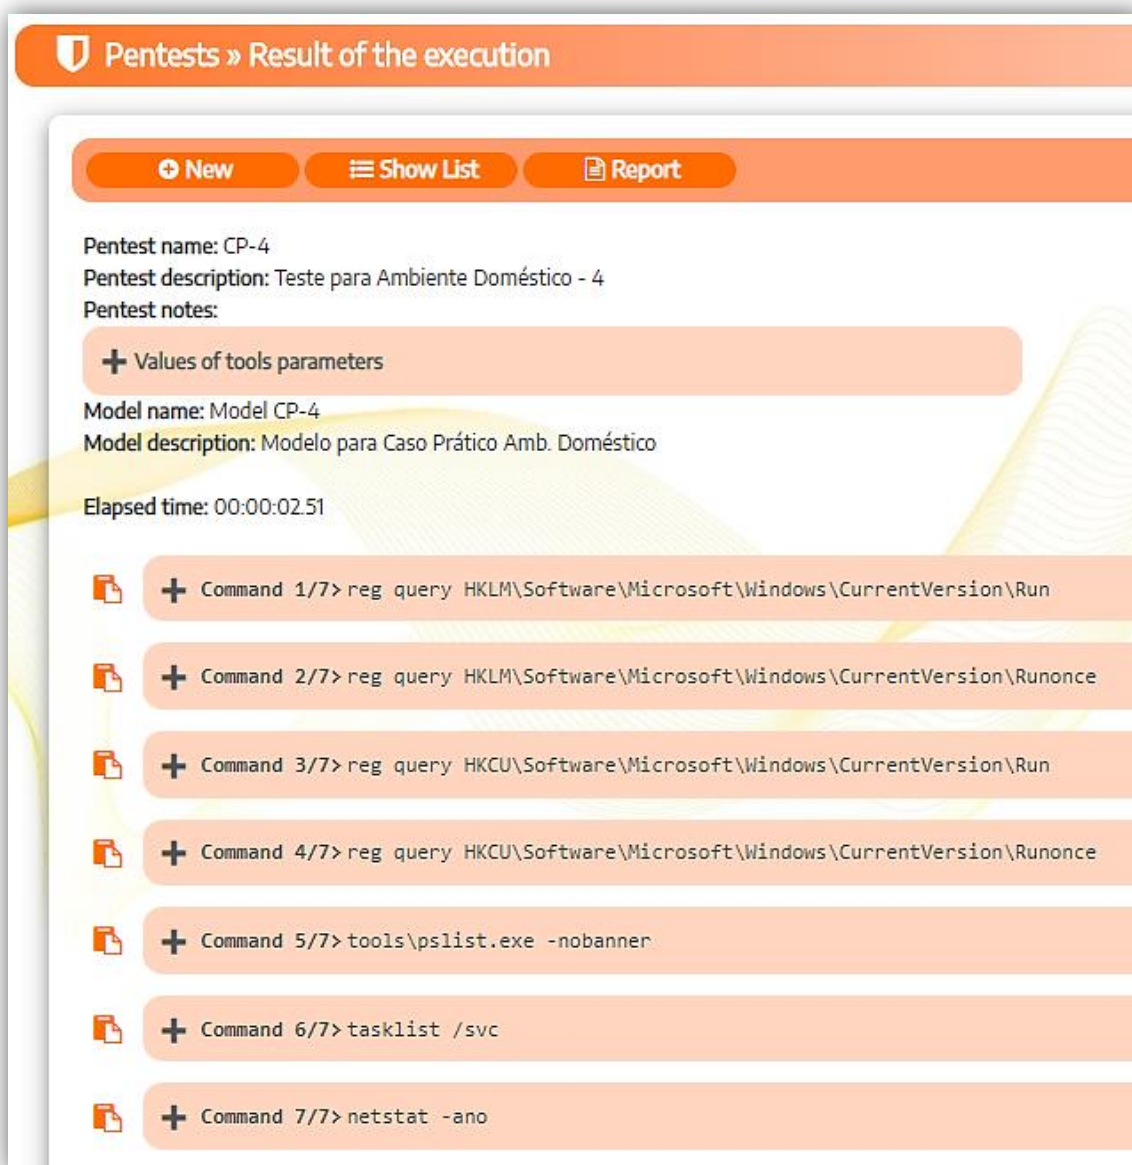 Pentests » Result of the execution
New
Show List
Report
Pentest name: CP-4
Pentest description: Teste para Ambiente Doméstico - 4
Pentest notes:
Values of tools parameters
Model name: Model CP-4
Model description: Modelo para Caso Prático Amb. Doméstico
Elapsed time: 00:00:02.51
Command 1/7> reg query HKLM\Software\Microsoft\Windows\CurrentVersion\Run
Command 2/7> reg query HKLM\Software\Microsoft\Windows\CurrentVersion\Runonce
Command 3/7> reg query HKCU\Software\Microsoft\Windows\CurrentVersion\Run
Command 4/7> reg query HKCU\Software\Microsoft\Windows\CurrentVersion\Runonce
Command 5/7> tools\pslist.exe -nobanner
Command 6/7> tasklist /svc
Command 7/7> netstat -ano